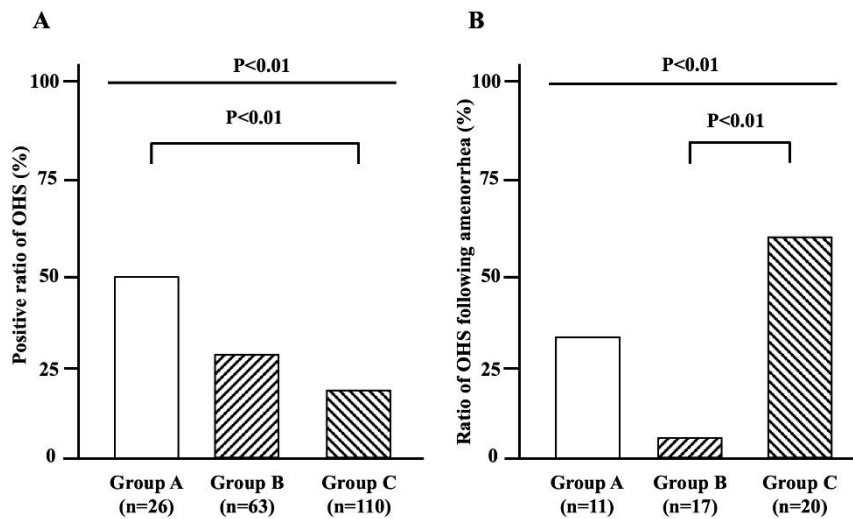 A
P<0.01
P<0.01
Positive ratio of OHS (%)
100
75
50
25
0
Group A
(n=26)
Group B
(n=63)
Group C
(n=110)
B
P<0.01
P<0.01
Ratio of OHS following amenorrhea (%)
100
75
50
25
0
Group A
(n=11)
Group B
(n=17)
Group C
(n=20)